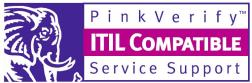 PinkVerify™
ITIL COMPATIBLE
Service Support